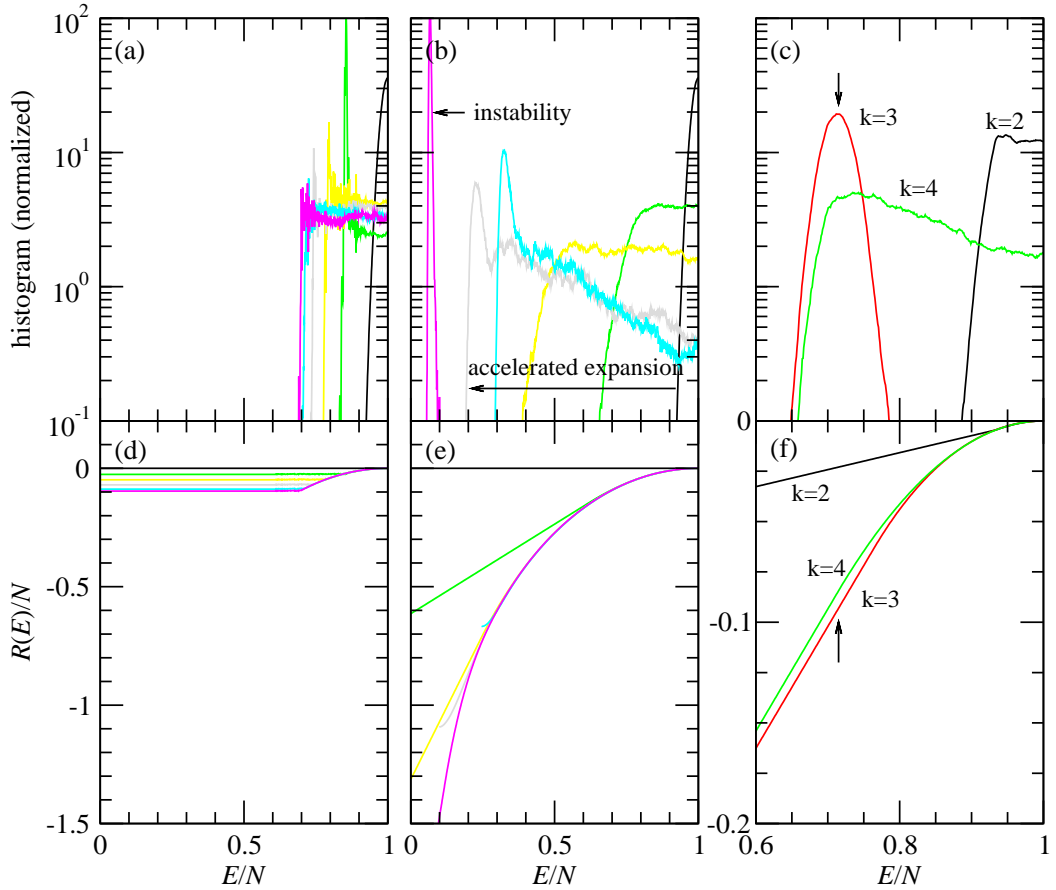 10^2
10^1
10^0
10^-1
histogram (normalized)
(a)
(b)
instability
accelerated expansion
(c)
k=3
k=2
k=4
0
(d)
(e)
(f)
0
-0.5
-1
-1.5
R(E)/N
k=2
k=4
k=3
-0.1
-0.2
0
0.5
1
E/N
0
0.5
1
E/N
0.6
0.8
1
E/N